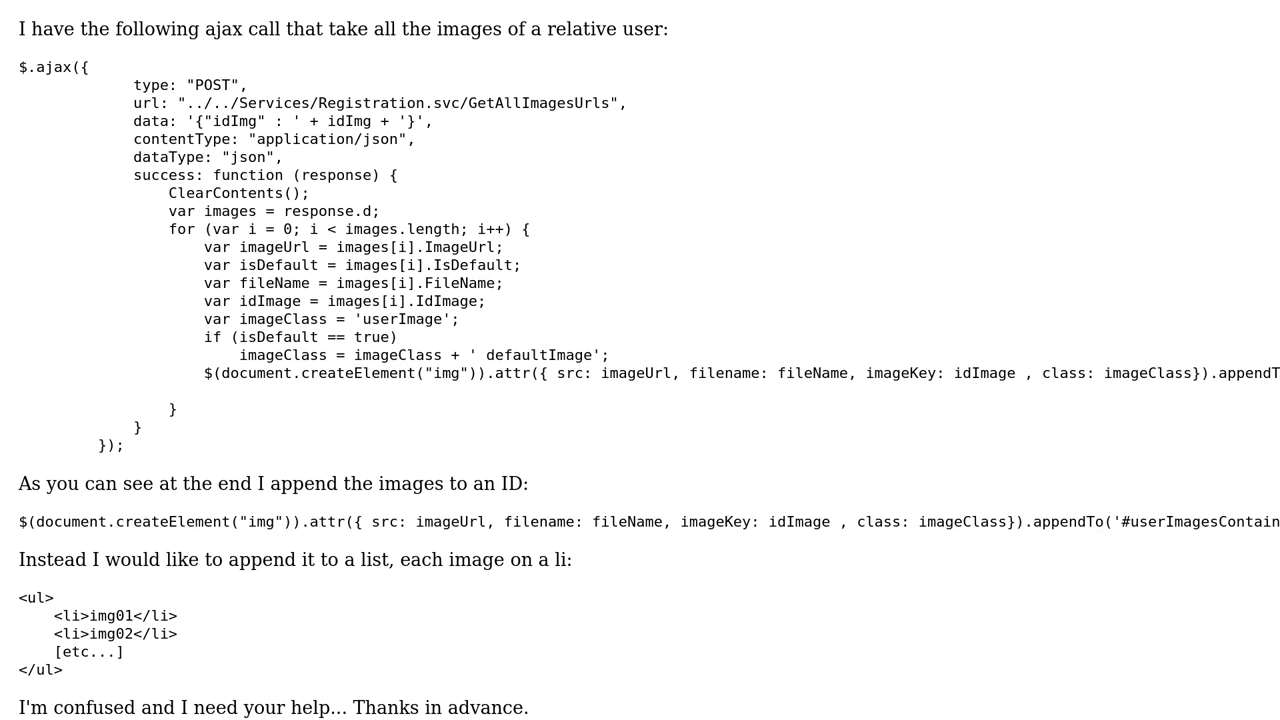 I have the following ajax call that take all the images of a relative user:
$.ajax({
type: "POST",
url: "../../Services/Registration.svc/GetAllImagesUrls",
data: '{"idImg" : ' + idImg + '}',
contentType: "application/json",
dataType: "json",
success: function (response) {
ClearContents();
var images = response.d;
for (var i = 0; i < images.length; i++) {
var imageUrl = images[i].ImageUrl;
var isDefault = images[i].IsDefault;
var fileName = images[i].FileName;
var idImage = images[i].IdImage;
var imageClass = 'userImage';
if (isDefault == true)
imageClass = imageClass + ' defaultImage';
$(document.createElement("img")).attr({ src: imageUrl, filename: fileName, imageKey: idImage , class: imageClass}).appendT
}
}
});
As you can see at the end I append the images to an ID:
$(document.createElement("img")).attr({ src: imageUrl, filename: fileName, imageKey: idImage , class: imageClass}).appendTo('#userImagesContain
Instead I would like to append it to a list, each image on a li:
<ul>
<li>img01</li>
<li>img02</li>
[etc...]
</ul>
I'm confused and I need your help... Thanks in advance.